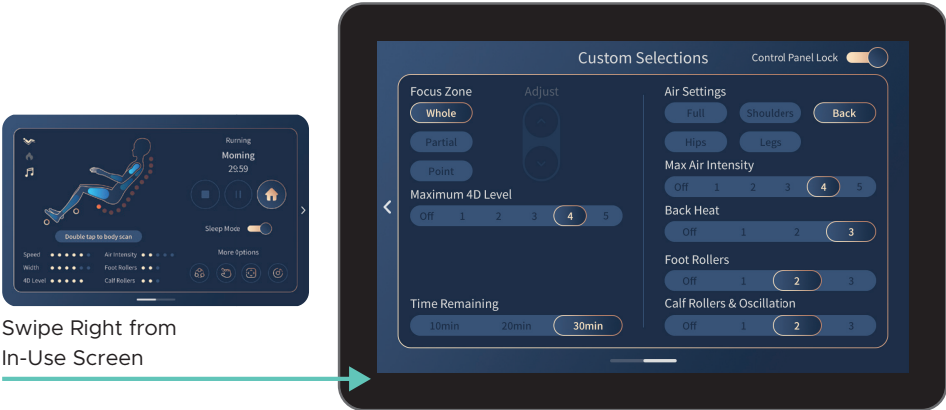 Rurning
Morning
29:59
Sleep Mode
Double tap to body scan
Speed
Air Intensity
Width
Foot Rollers
4D Level
Calf Rollers
More Options
Swipe Right from
In-Use Screen
Custom Selections
Control Panel Lock
Focus Zone
Adjust
Whole
Partial
Point
Maximum 4D Level
Off 1 2 3 4 5
Time Remaining
10min 20min 30min
Air Settings
Full Shoulders Back
Hips Legs
Max Air Intensity
Off 1 2 3 4 5
Back Heat
Off 1 2 3
Foot Rollers
Off 1 2 3
Calf Rollers & Oscillation
Off 1 2 3